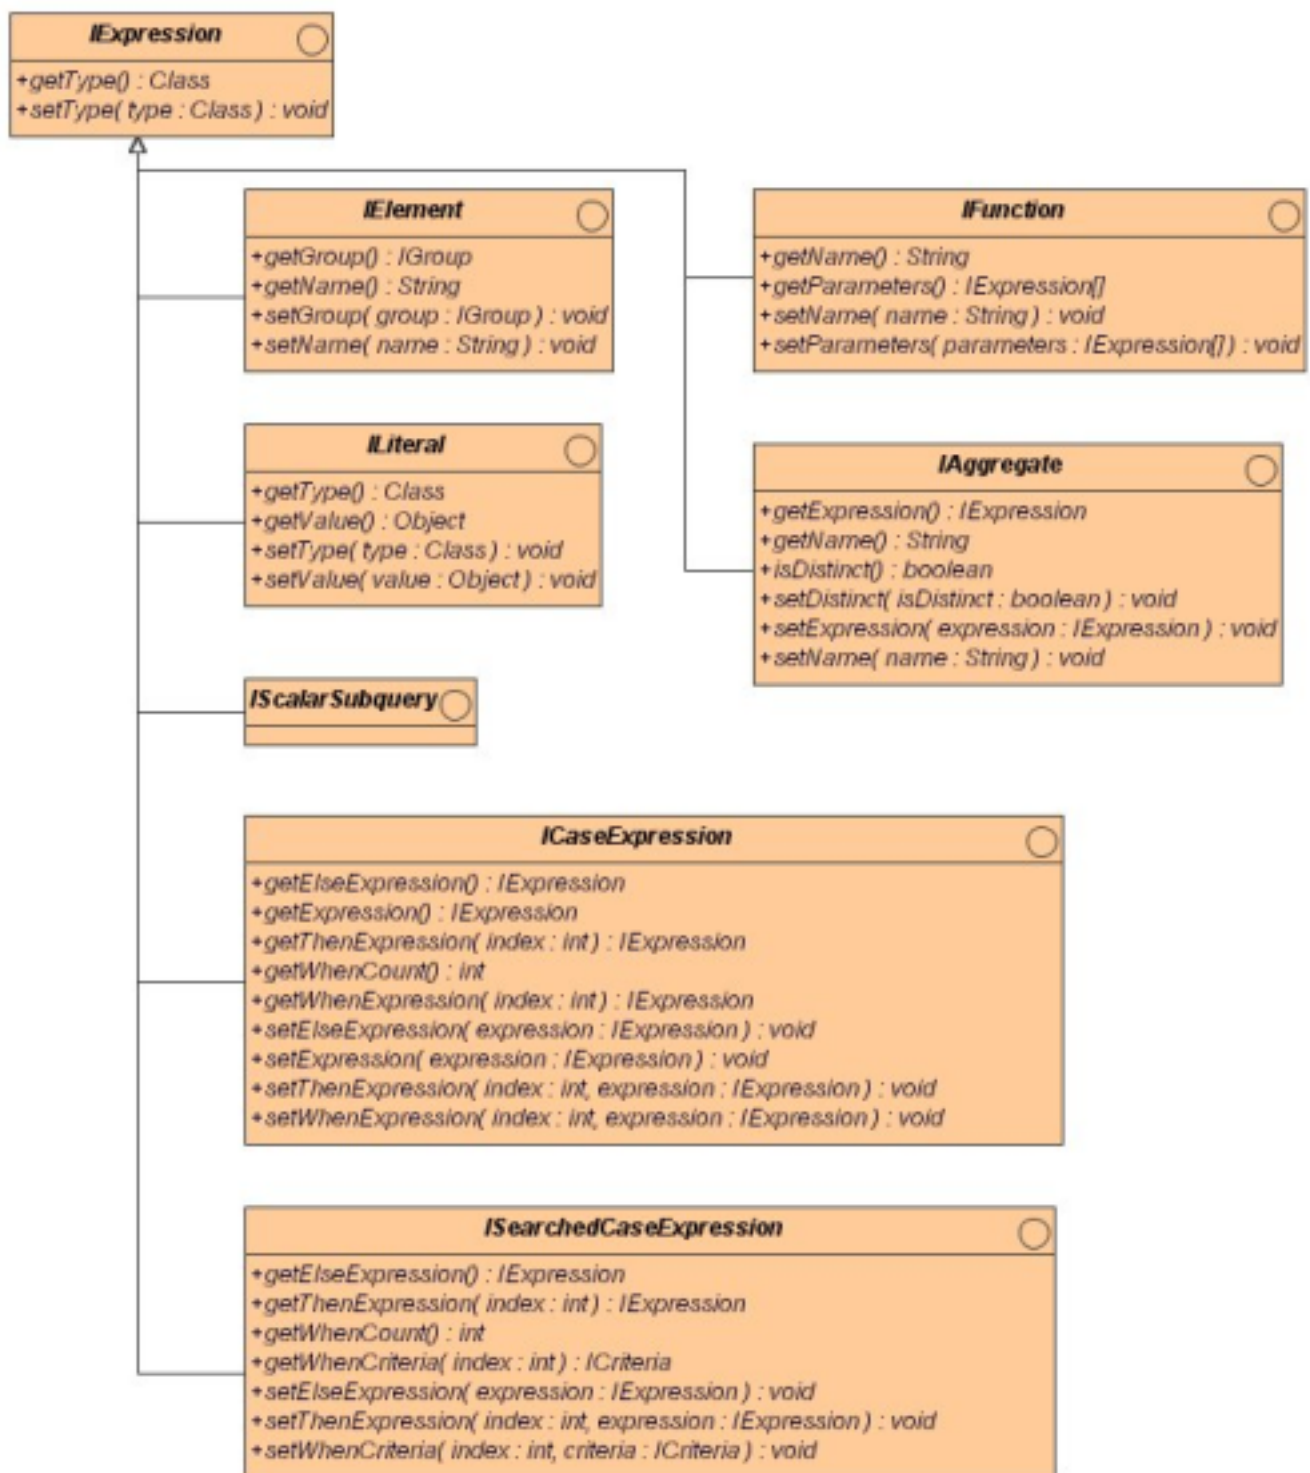 IExpression
+getType() : Class
+setType( type : Class ) : void
IElement
+getGroup() : IGroup
+getName() : String
+setGroup( group : IGroup ) : void
+setName( name : String ) : void
IFunction
+getName() : String
+getParameters() : IExpression[]
+setName( name : String ) : void
+setParameters( parameters : IExpression[] ) : void
ILiteral
+getType() : Class
+getValue() : Object
+setType( type : Class ) : void
+setValue( value : Object ) : void
IAggregate
+getExpression() : IExpression
+getName() : String
+isDistinct() : boolean
+setDistinct( isDistinct : boolean ) : void
+setExpression( expression : IExpression ) : void
+setName( name : String ) : void
IScalarSubquery
ICaseExpression
+getElseExpression() : IExpression
+getExpression() : IExpression
+getThenExpression( index : int ) : IExpression
+getWhenCount() : int
+getWhenExpression( index : int ) : IExpression
+setElseExpression( expression : IExpression ) : void
+setExpression( expression : IExpression ) : void
+setThenExpression( index : int, expression : IExpression ) : void
+setWhenExpression( index : int, expression : IExpression ) : void
ISearchedCaseExpression
+getElseExpression() : IExpression
+getThenExpression( index : int ) : IExpression
+getWhenCount() : int
+getWhenCriteria( index : int ) : ICriteria
+setElseExpression( expression : IExpression ) : void
+setThenExpression( index : int, expression : IExpression ) : void
+setWhenCriteria( index : int, criteria : ICriteria ) : void